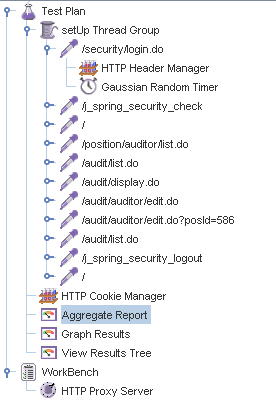 Test Plan
setUp Thread Group
/security/login.do
HTTP Header Manager
Gaussian Random Timer
/j_spring_security_check
/
/position/auditor/list.do
/audit/list.do
/audit/display.do
/audit/auditor/edit.do
/audit/auditor/edit.do?posId=586
/audit/list.do
/j_spring_security_logout
/
HTTP Cookie Manager
Aggregate Report
Graph Results
View Results Tree
WorkBench
HTTP Proxy Server